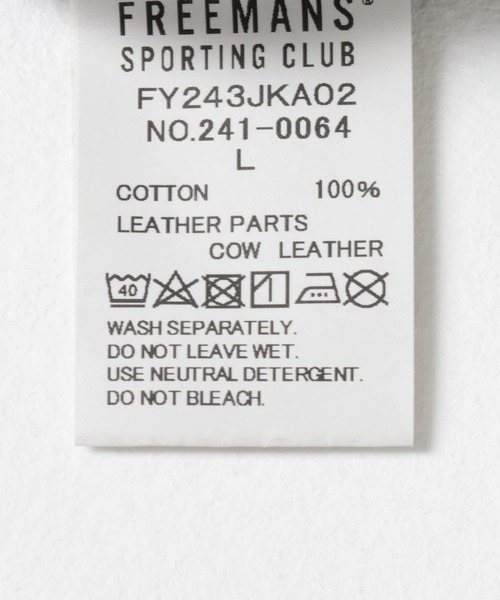 FREEMANS®
SPORTING CLUB
FY243JKA02
NO.241-0064
L
COTTON 100%
LEATHER PARTS
COW LEATHER
40
WASH SEPARATELY.
DO NOT LEAVE WET.
USE NEUTRAL DETERGENT.
DO NOT BLEACH.